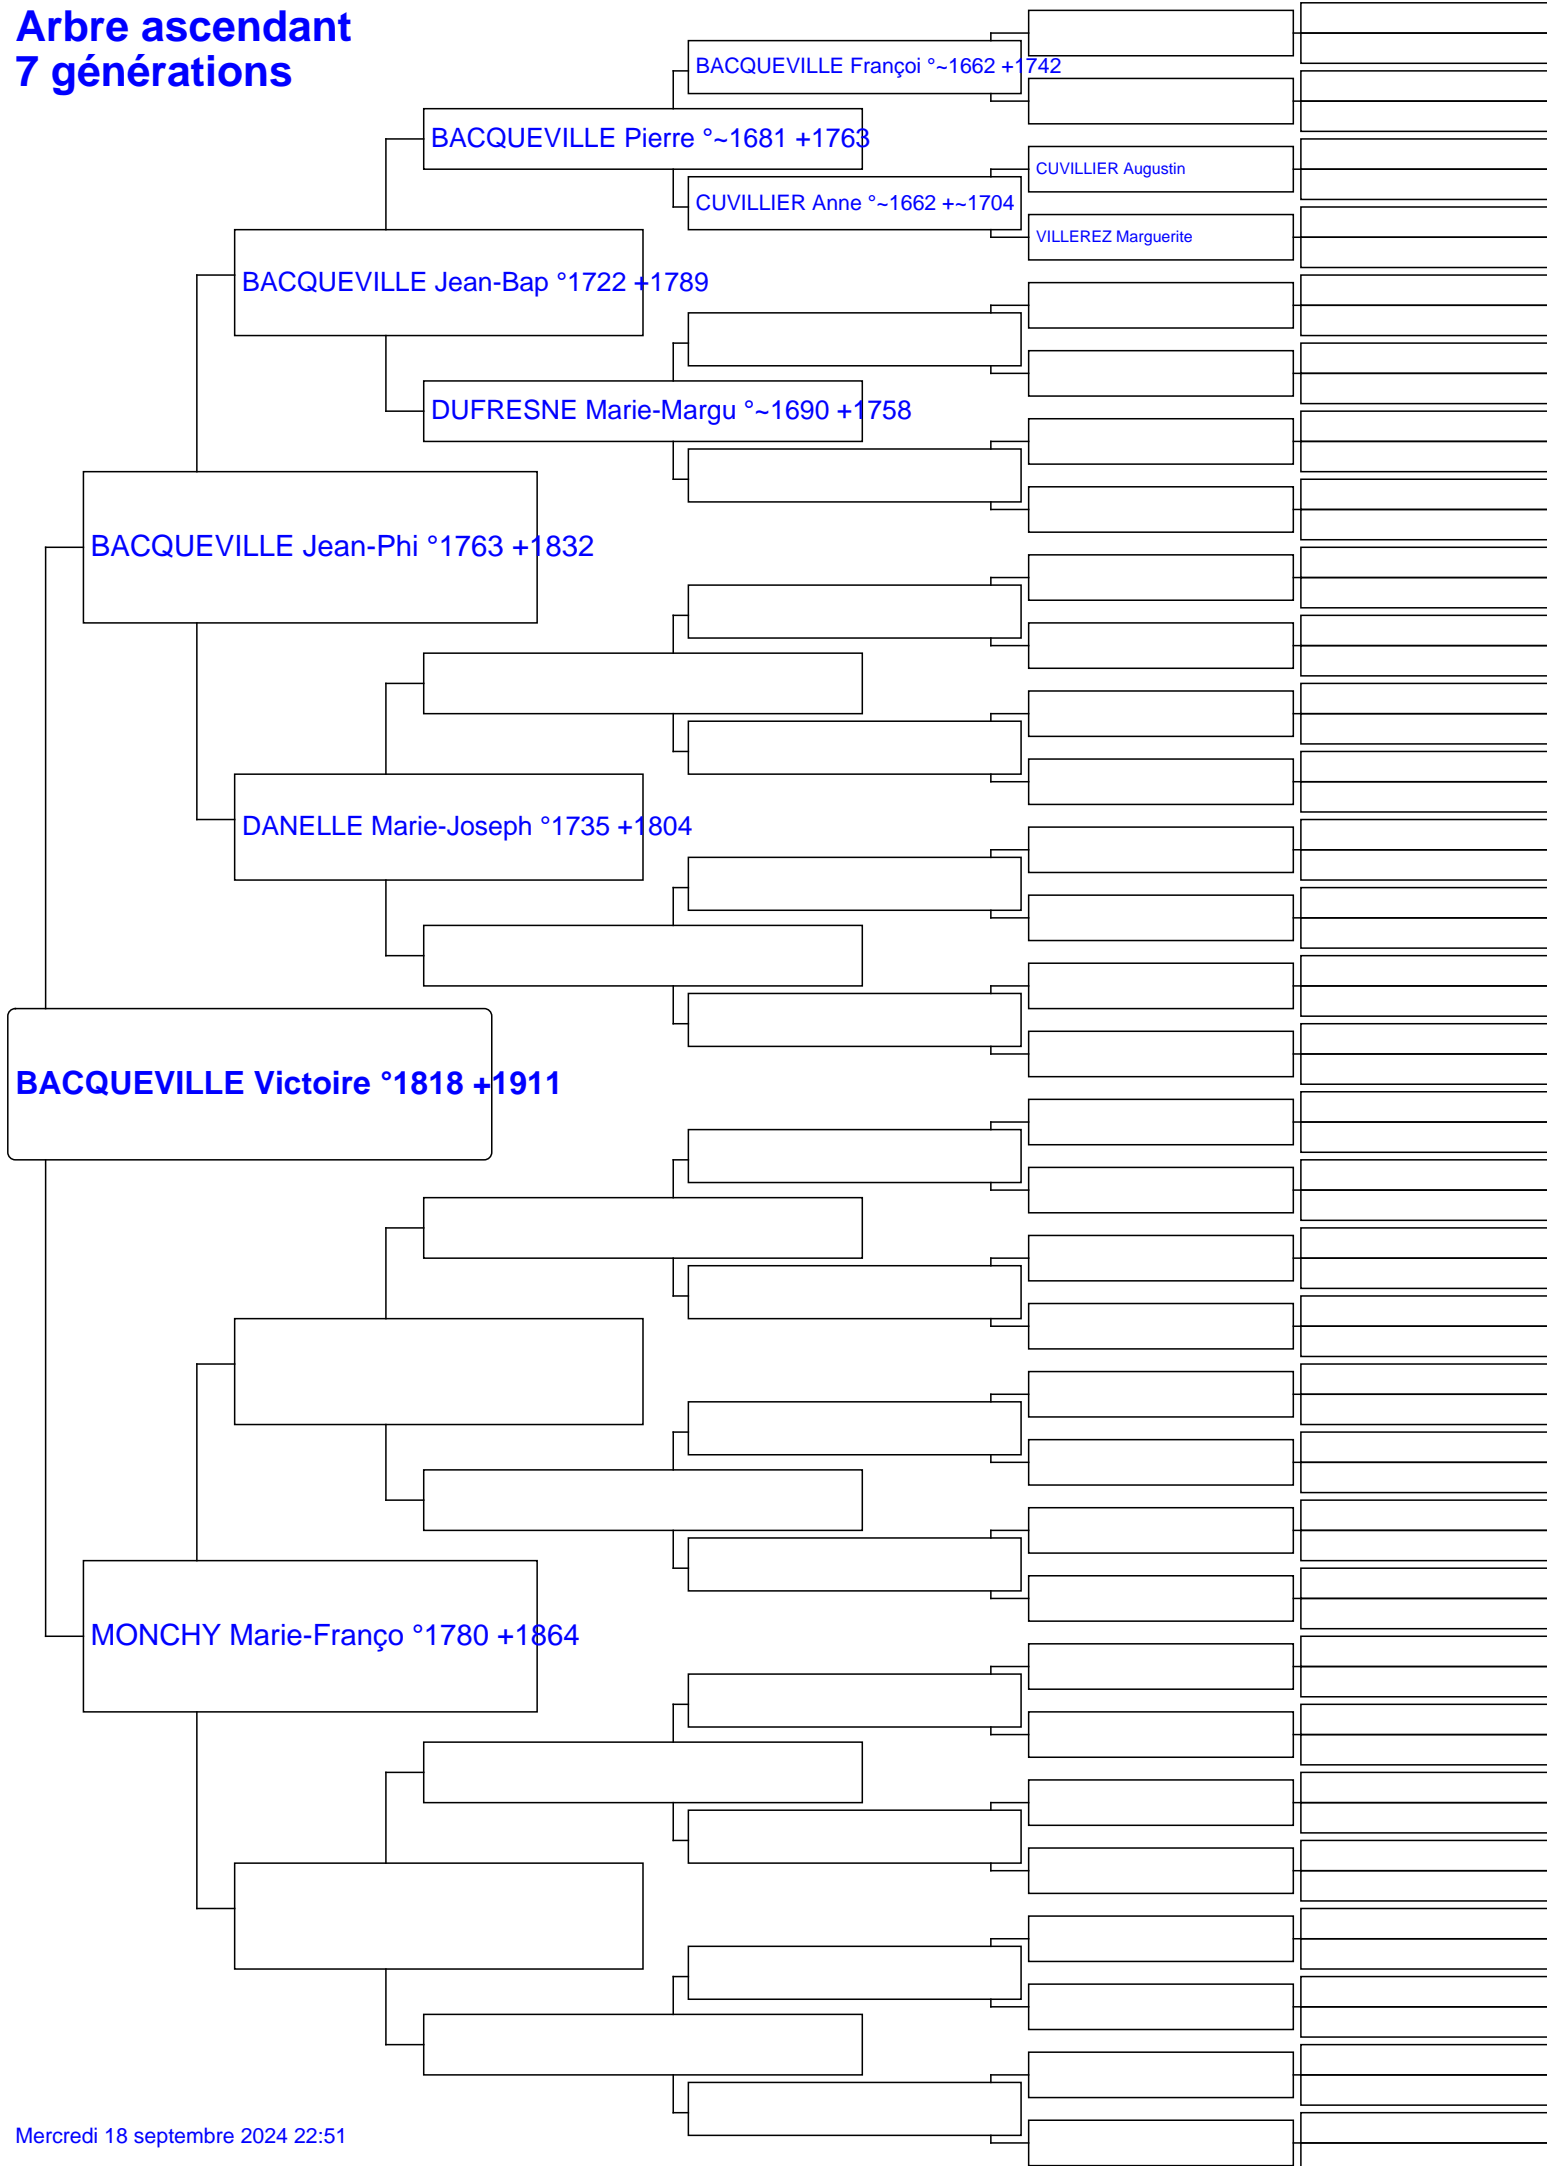 Arbre ascendant
7 générations
BACQUEVILLE Françoi °~1662 +1742
BACQUEVILLE Pierre °~1681 +1763
CUVILLIER Augustin
CUVILLIER Anne °~1662 +~1704
VILLEREZ Marguerite
BACQUEVILLE Jean-Bap °1722 +1789
DUFRESNE Marie-Margu °~1690 +1758
BACQUEVILLE Jean-Phi °1763 +1832
DANELLE Marie-Joseph °1735 +1804
BACQUEVILLE Victoire °1818 +1911
MONCHY Marie-Franço °1780 +1864
Mercredi 18 septembre 2024 22:51